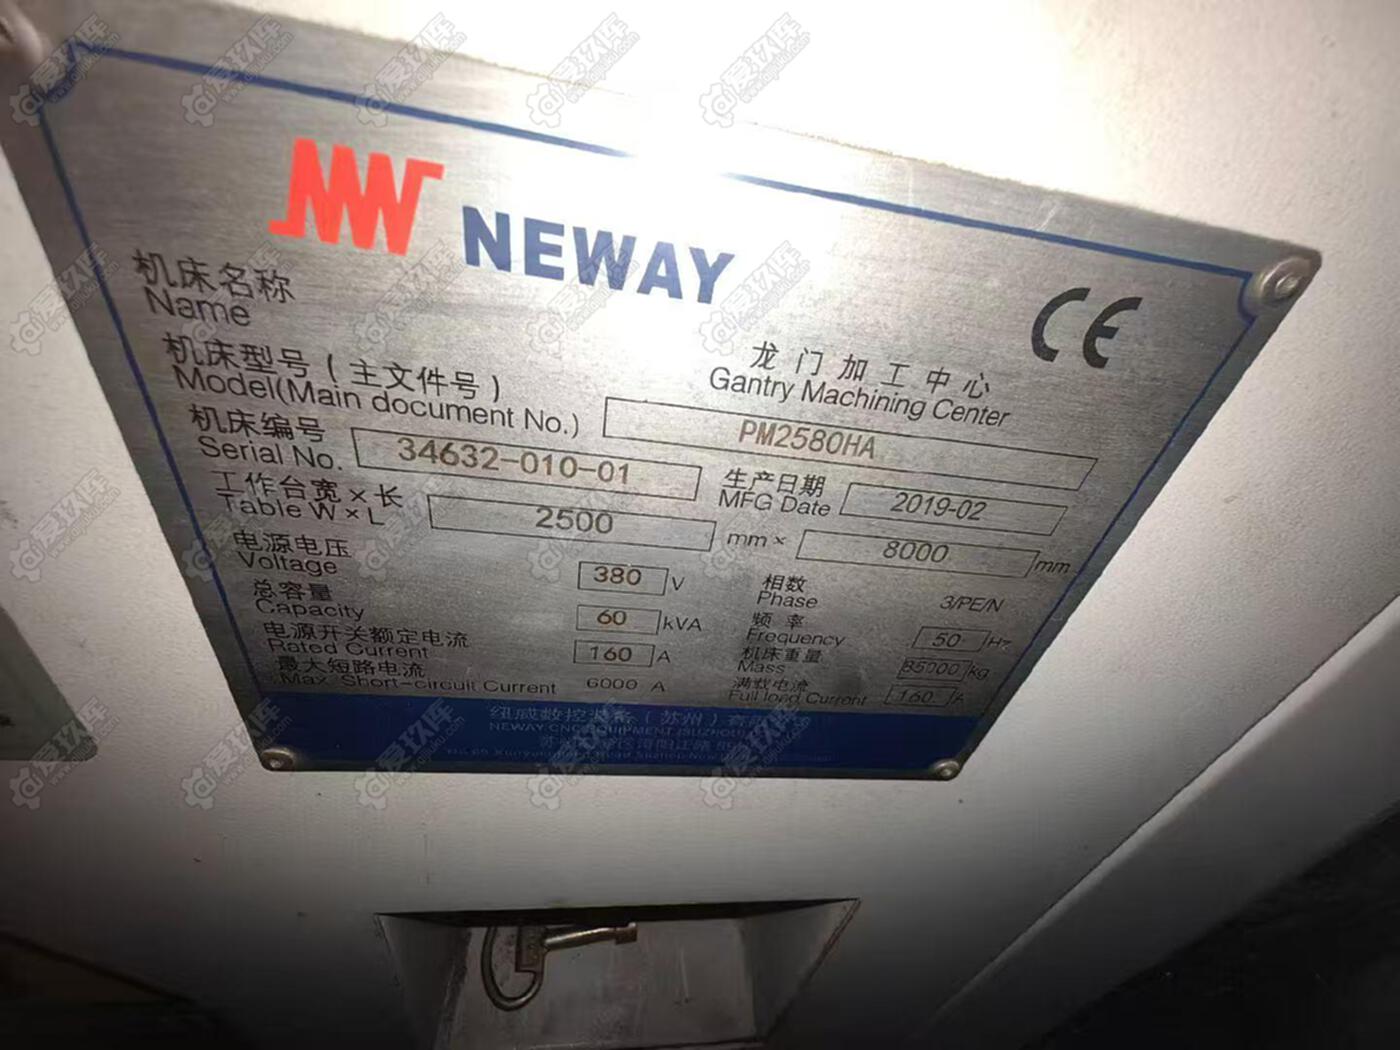 NEWAY
CE
机床名称
Name
龙门加工中心
Gantry Machining Center
机床型号(主文件号)
Model(Main document No.)
PM2580HA
机床编号
Serial No.
34632-010-01
生产日期
MFG Date
2019-02
工作台宽×长
Table W×L
2500
mm×
8000
mm
电源电压
Voltage
380 V
相数
Phase
3/PE/N
总容量
Capacity
60 kVA
频率
Frequency
50 Hz
电源开关额定电流
Rated Current
160 A
机床重量
Mass
85000 kg
最大短路电流
Max. Short-circuit Current
6000 A
满载电流
Full load Current
160 A
纽威数控装备(苏州)
NEWAY CNC EQUIPMENT (SUZHOU)
爱玖库